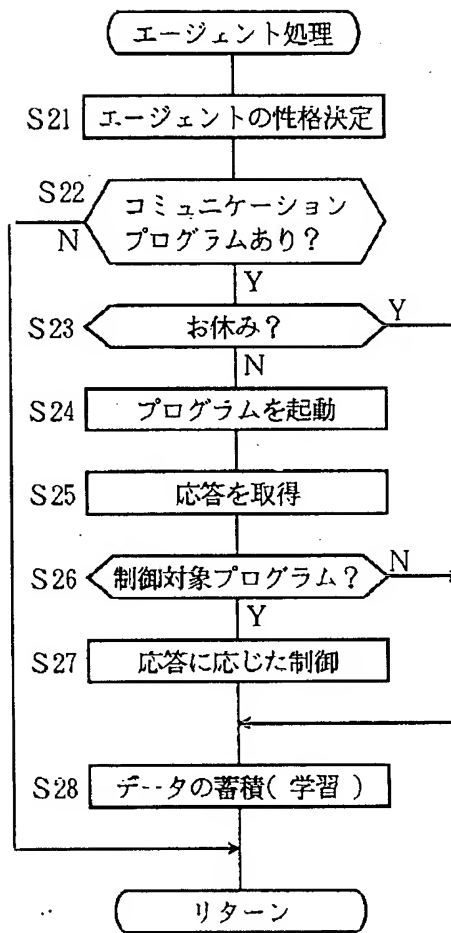 エージェント処理
S21 エージェントの性格決定
S22 コミュニケーション
N プログラムあり？
Y
S23 お休み？ Y
N
S24 プログラムを起動
S25 応答を取得
S26 制御対象プログラム？ N
Y
S27 応答に応じた制御
S28 データの蓄積(学習)
リターン